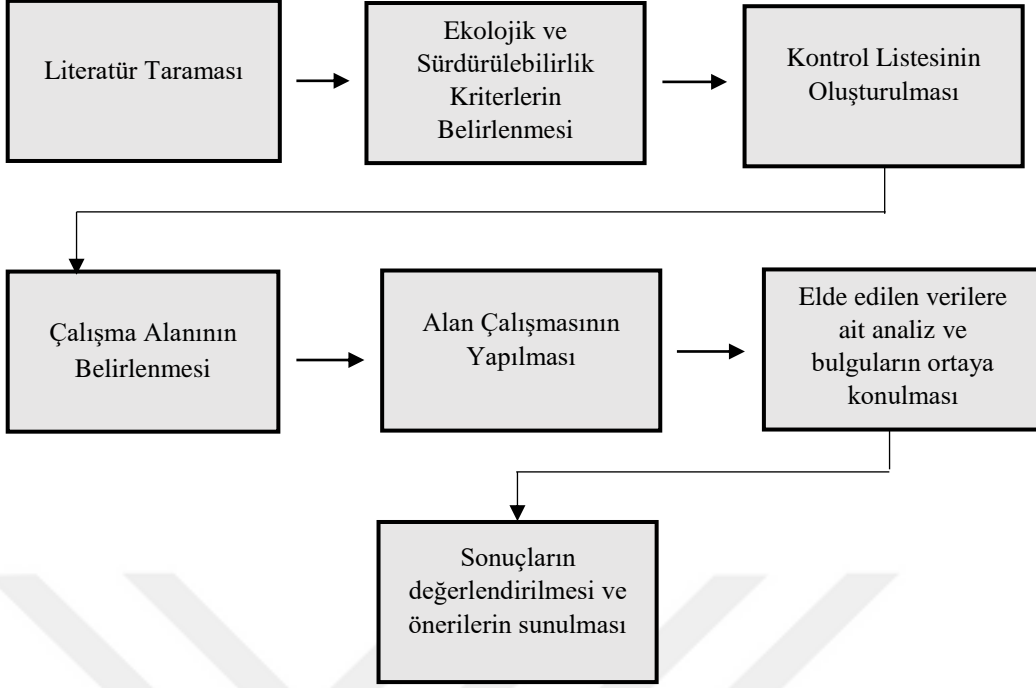 Literatür Taraması
Ekolojik ve
Sürdürülebilirlik
Kriterlerin
Belirlenmesi
Kontrol Listesinin
Oluşturulması
Çalışma Alanının
Belirlenmesi
Alan Çalışmasının
Yapılması
Elde edilen verilere
ait analiz ve
bulguların ortaya
konulması
Sonuçların
değerlendirilmesi ve
önerilerin sunulması